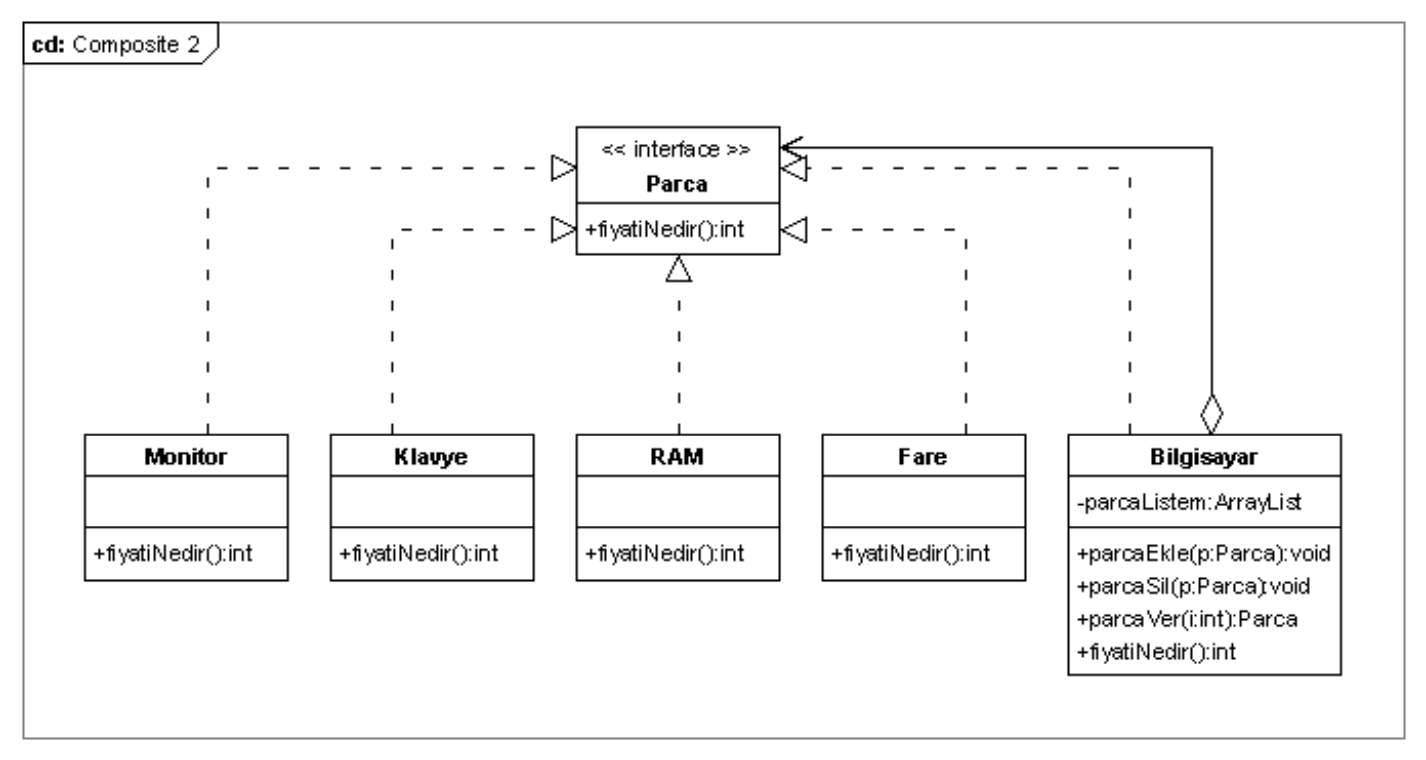 cd: Composite 2
<< interface >>
Parca
+fiyatiNedir():int
Monitor
+fiyatiNedir():int
Klavye
+fiyatiNedir():int
RAM
+fiyatiNedir():int
Fare
+fiyatiNedir():int
Bilgisayar
-parcaListem:ArrayList
+parcaEkle(p:Parca):void
+parcaSil(p:Parca):void
+parcaVer(i:int):Parca
+fiyatiNedir():int